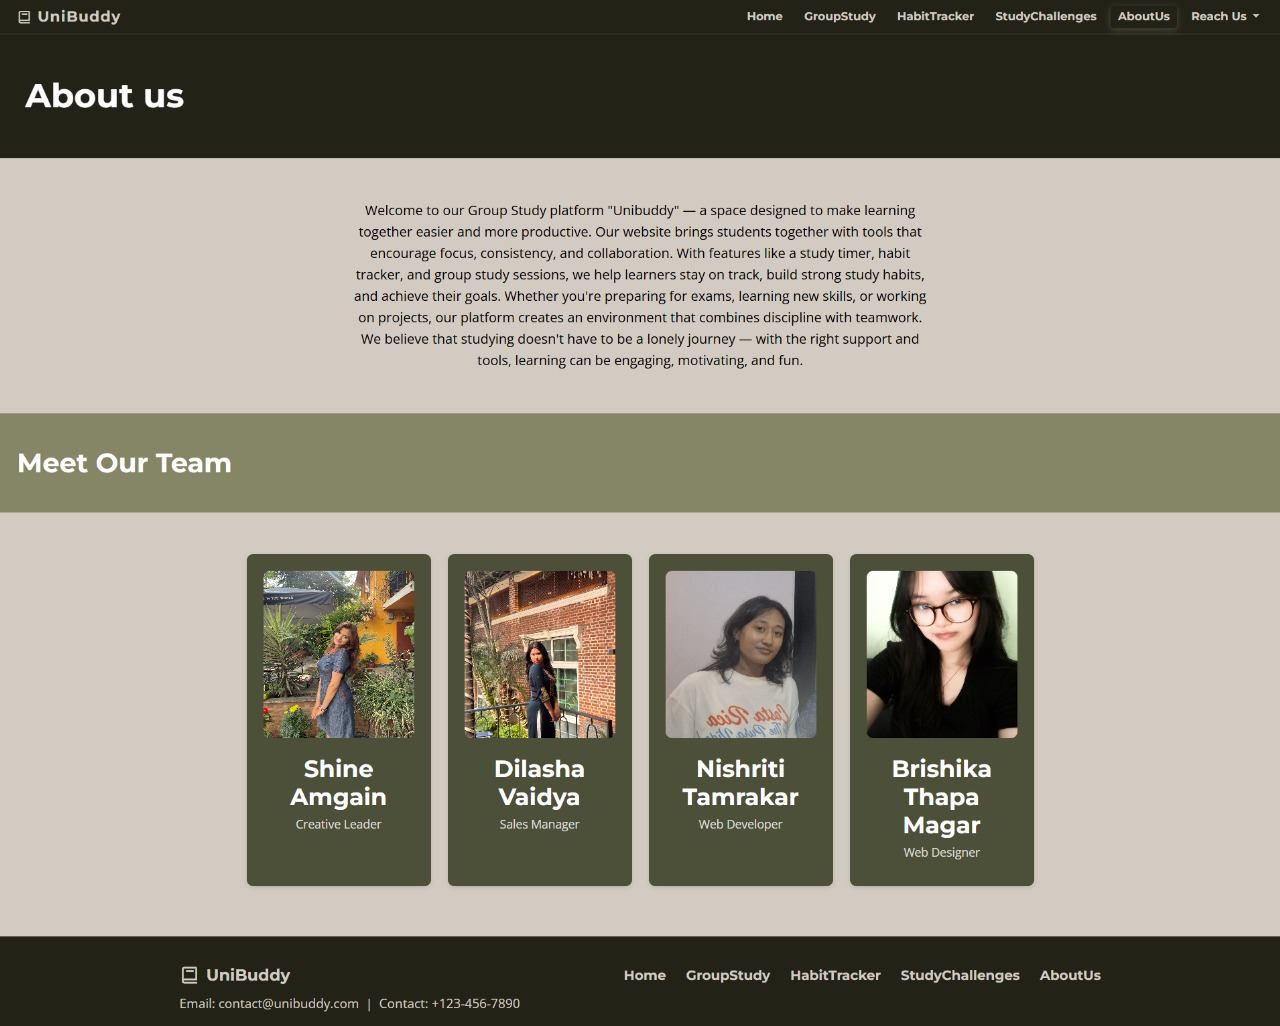 UniBuddy
Home GroupStudy HabitTracker StudyChallenges AboutUs Reach Us
About us
Welcome to our Group Study platform "Unibuddy" — a space designed to make learning
together easier and more productive. Our website brings students together with tools that
encourage focus, consistency, and collaboration. With features like a study timer, habit
tracker, and group study sessions, we help learners stay on track, build strong study habits,
and achieve their goals. Whether you're preparing for exams, learning new skills, or working
on projects, our platform creates an environment that combines discipline with teamwork.
We believe that studying doesn't have to be a lonely journey — with the right support and
tools, learning can be engaging, motivating, and fun.
Meet Our Team
Costa Rica
The Pura Vida
Shine
Amgain
Creative Leader
Dilasha
Vaidya
Sales Manager
Nishriti
Tamrakar
Web Developer
Brishika
Thapa
Magar
Web Designer
UniBuddy
Home GroupStudy HabitTracker StudyChallenges AboutUs
Email: contact@unibuddy.com | Contact: +123-456-7890